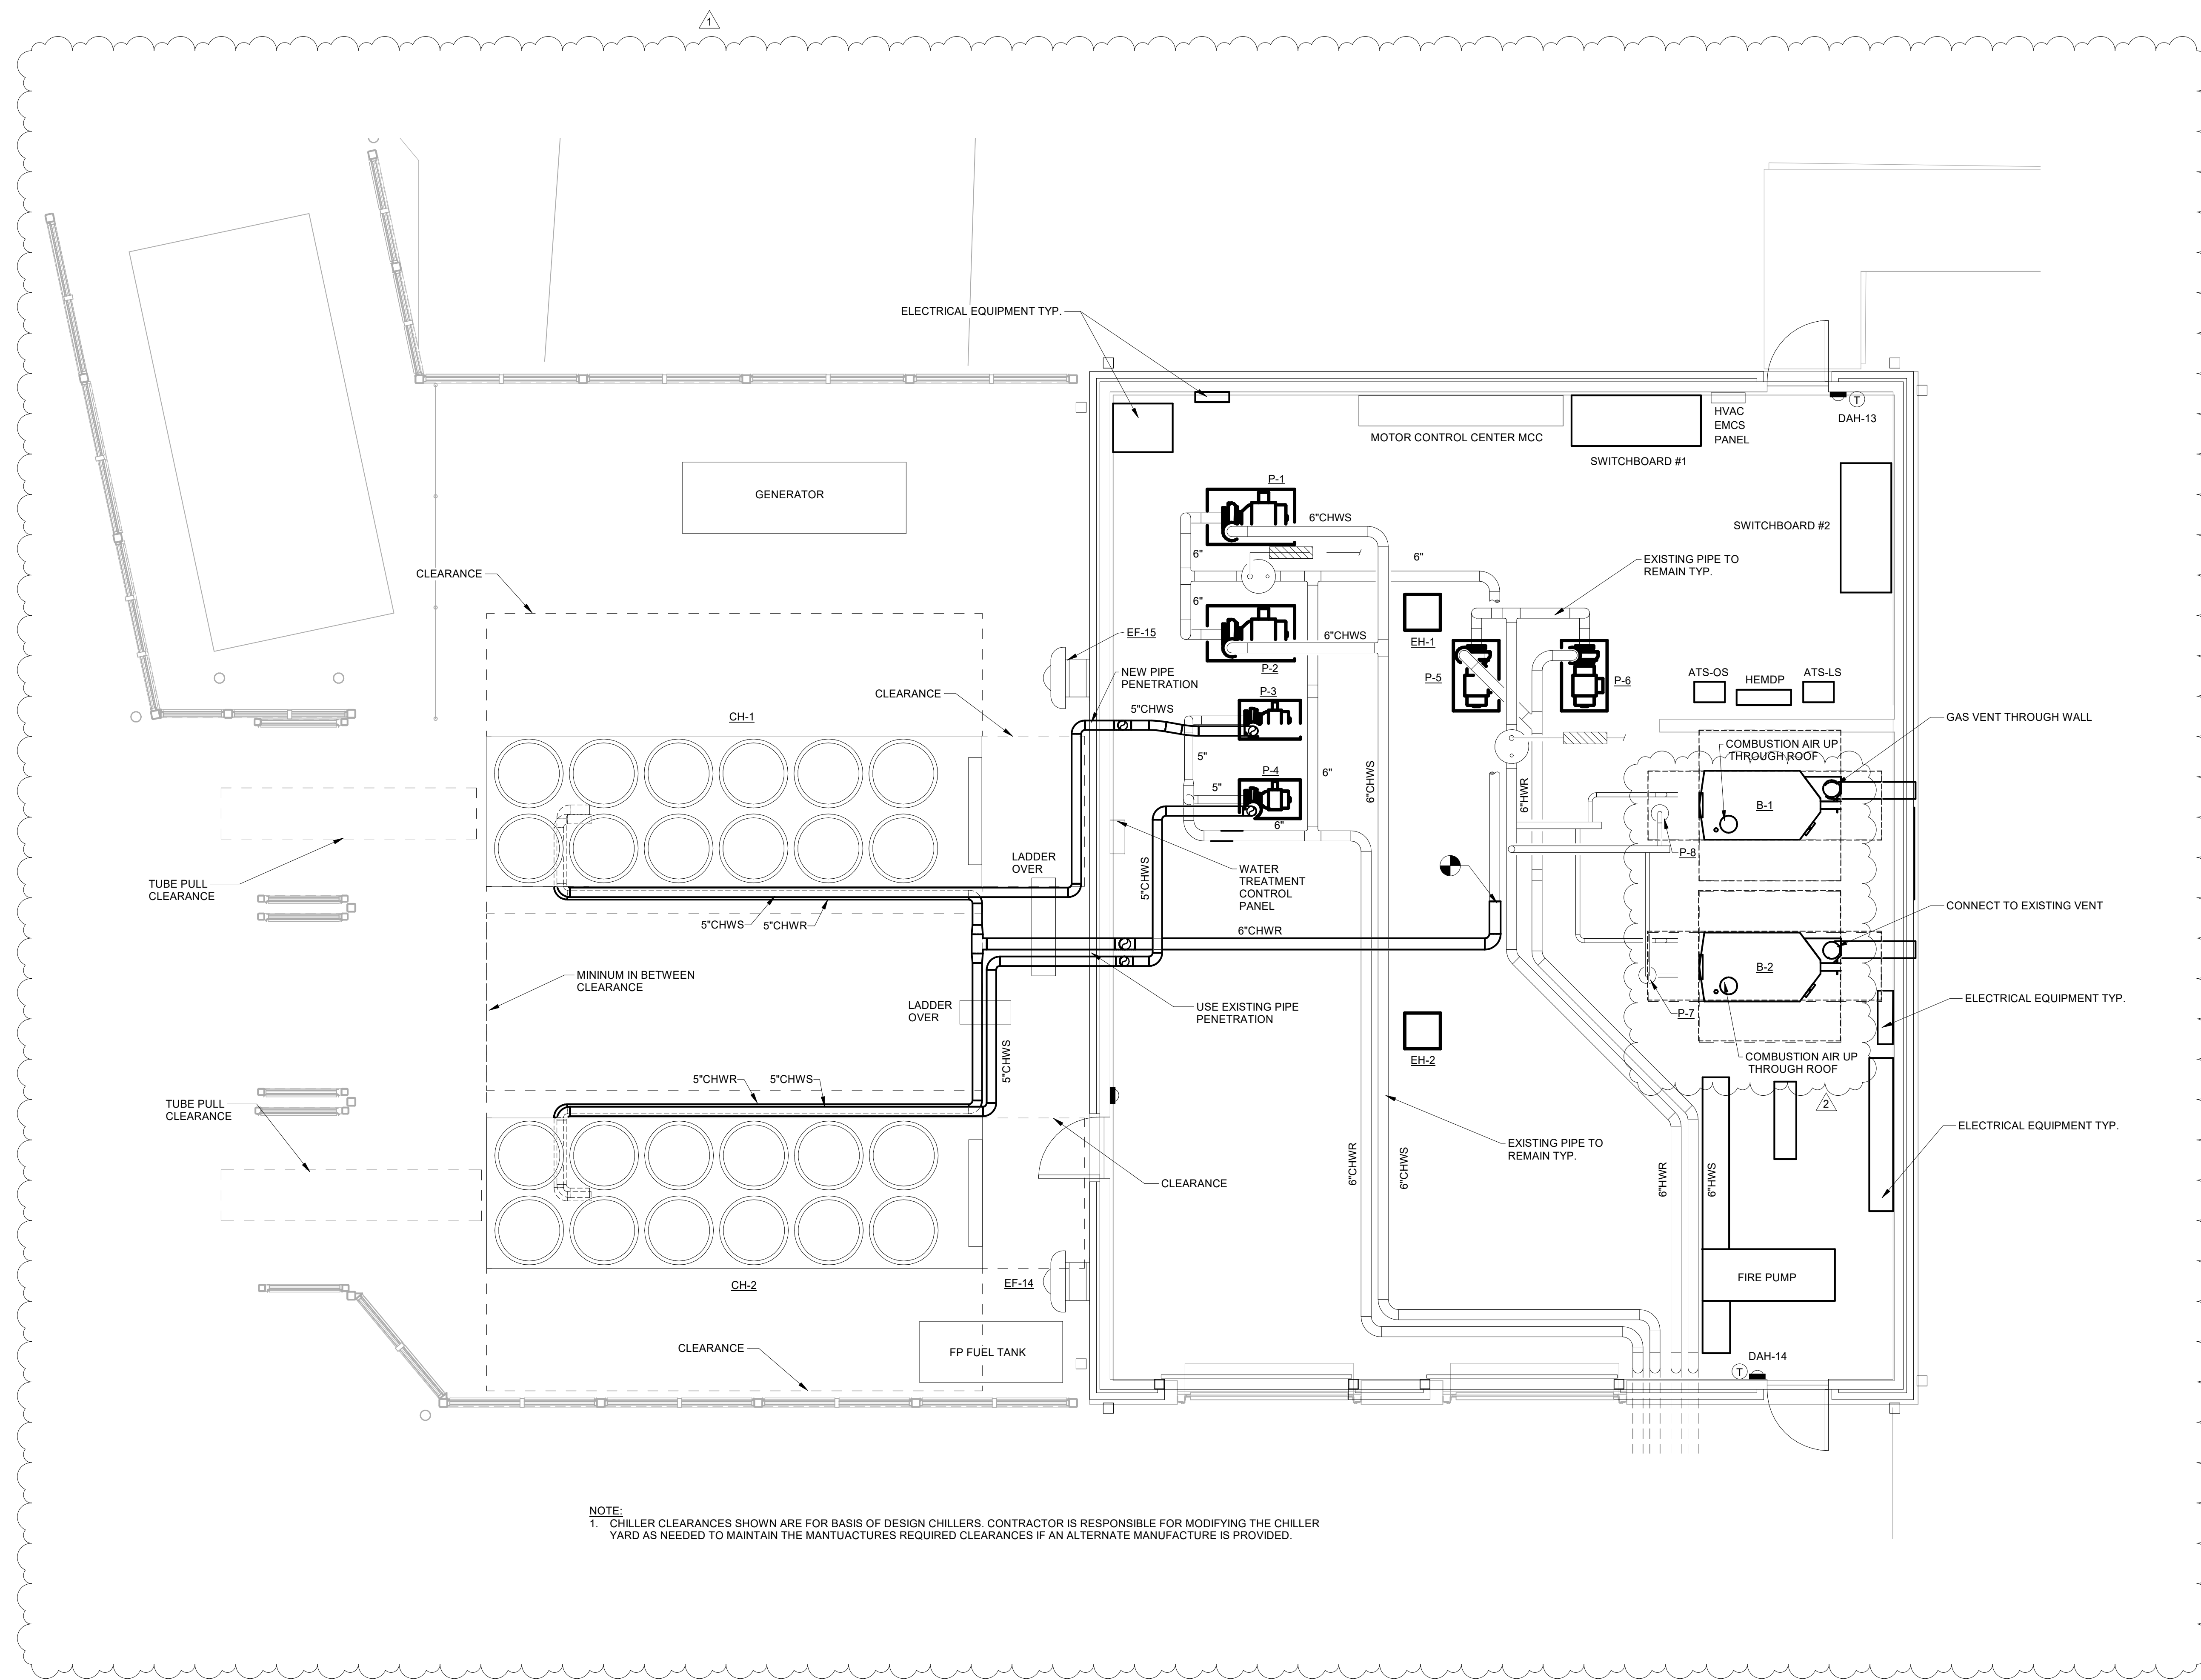 1
ELECTRICAL EQUIPMENT TYP.
HVAC
EMCS
PANEL
T
DAH-13
MOTOR CONTROL CENTER MCC
SWITCHBOARD #1
P-1
GENERATOR
6"CHWS
SWITCHBOARD #2
6"
6"
EXISTING PIPE TO
REMAIN TYP.
CLEARANCE
6"
EF-15
6"CHWS
EH-1
P-2
NEW PIPE
PENETRATION
P-5
P-6
ATS-OS
HEMDP
ATS-LS
CLEARANCE
P-3
5"CHWS
CH-1
GAS VENT THROUGH WALL
COMBUSTION AIR UP
THROUGH ROOF
5"
P-4
6"
6"CHWS
5"
6"HWR
B-1
6"
P-8
TUBE PULL
CLEARANCE
LADDER
OVER
5"CHWS
WATER
TREATMENT
CONTROL
PANEL
CONNECT TO EXISTING VENT
5"CHWS
5"CHWR
6"CHWR
MININUM IN BETWEEN
CLEARANCE
B-2
ELECTRICAL EQUIPMENT TYP.
LADDER
OVER
USE EXISTING PIPE
PENETRATION
P-7
5"CHWS
EH-2
COMBUSTION AIR UP
THROUGH ROOF
5"CHWR
5"CHWS
TUBE PULL
CLEARANCE
2
ELECTRICAL EQUIPMENT TYP.
EXISTING PIPE TO
REMAIN TYP.
6"CHWR
6"CHWS
6"HWR
6"HWS
CLEARANCE
CH-2
EF-14
FIRE PUMP
CLEARANCE
FP FUEL TANK
DAH-14
T
NOTE:
1. CHILLER CLEARANCES SHOWN ARE FOR BASIS OF DESIGN CHILLERS. CONTRACTOR IS RESPONSIBLE FOR MODIFYING THE CHILLER
YARD AS NEEDED TO MAINTAIN THE MANTUACTURES REQUIRED CLEARANCES IF AN ALTERNATE MANUFACTURE IS PROVIDED.